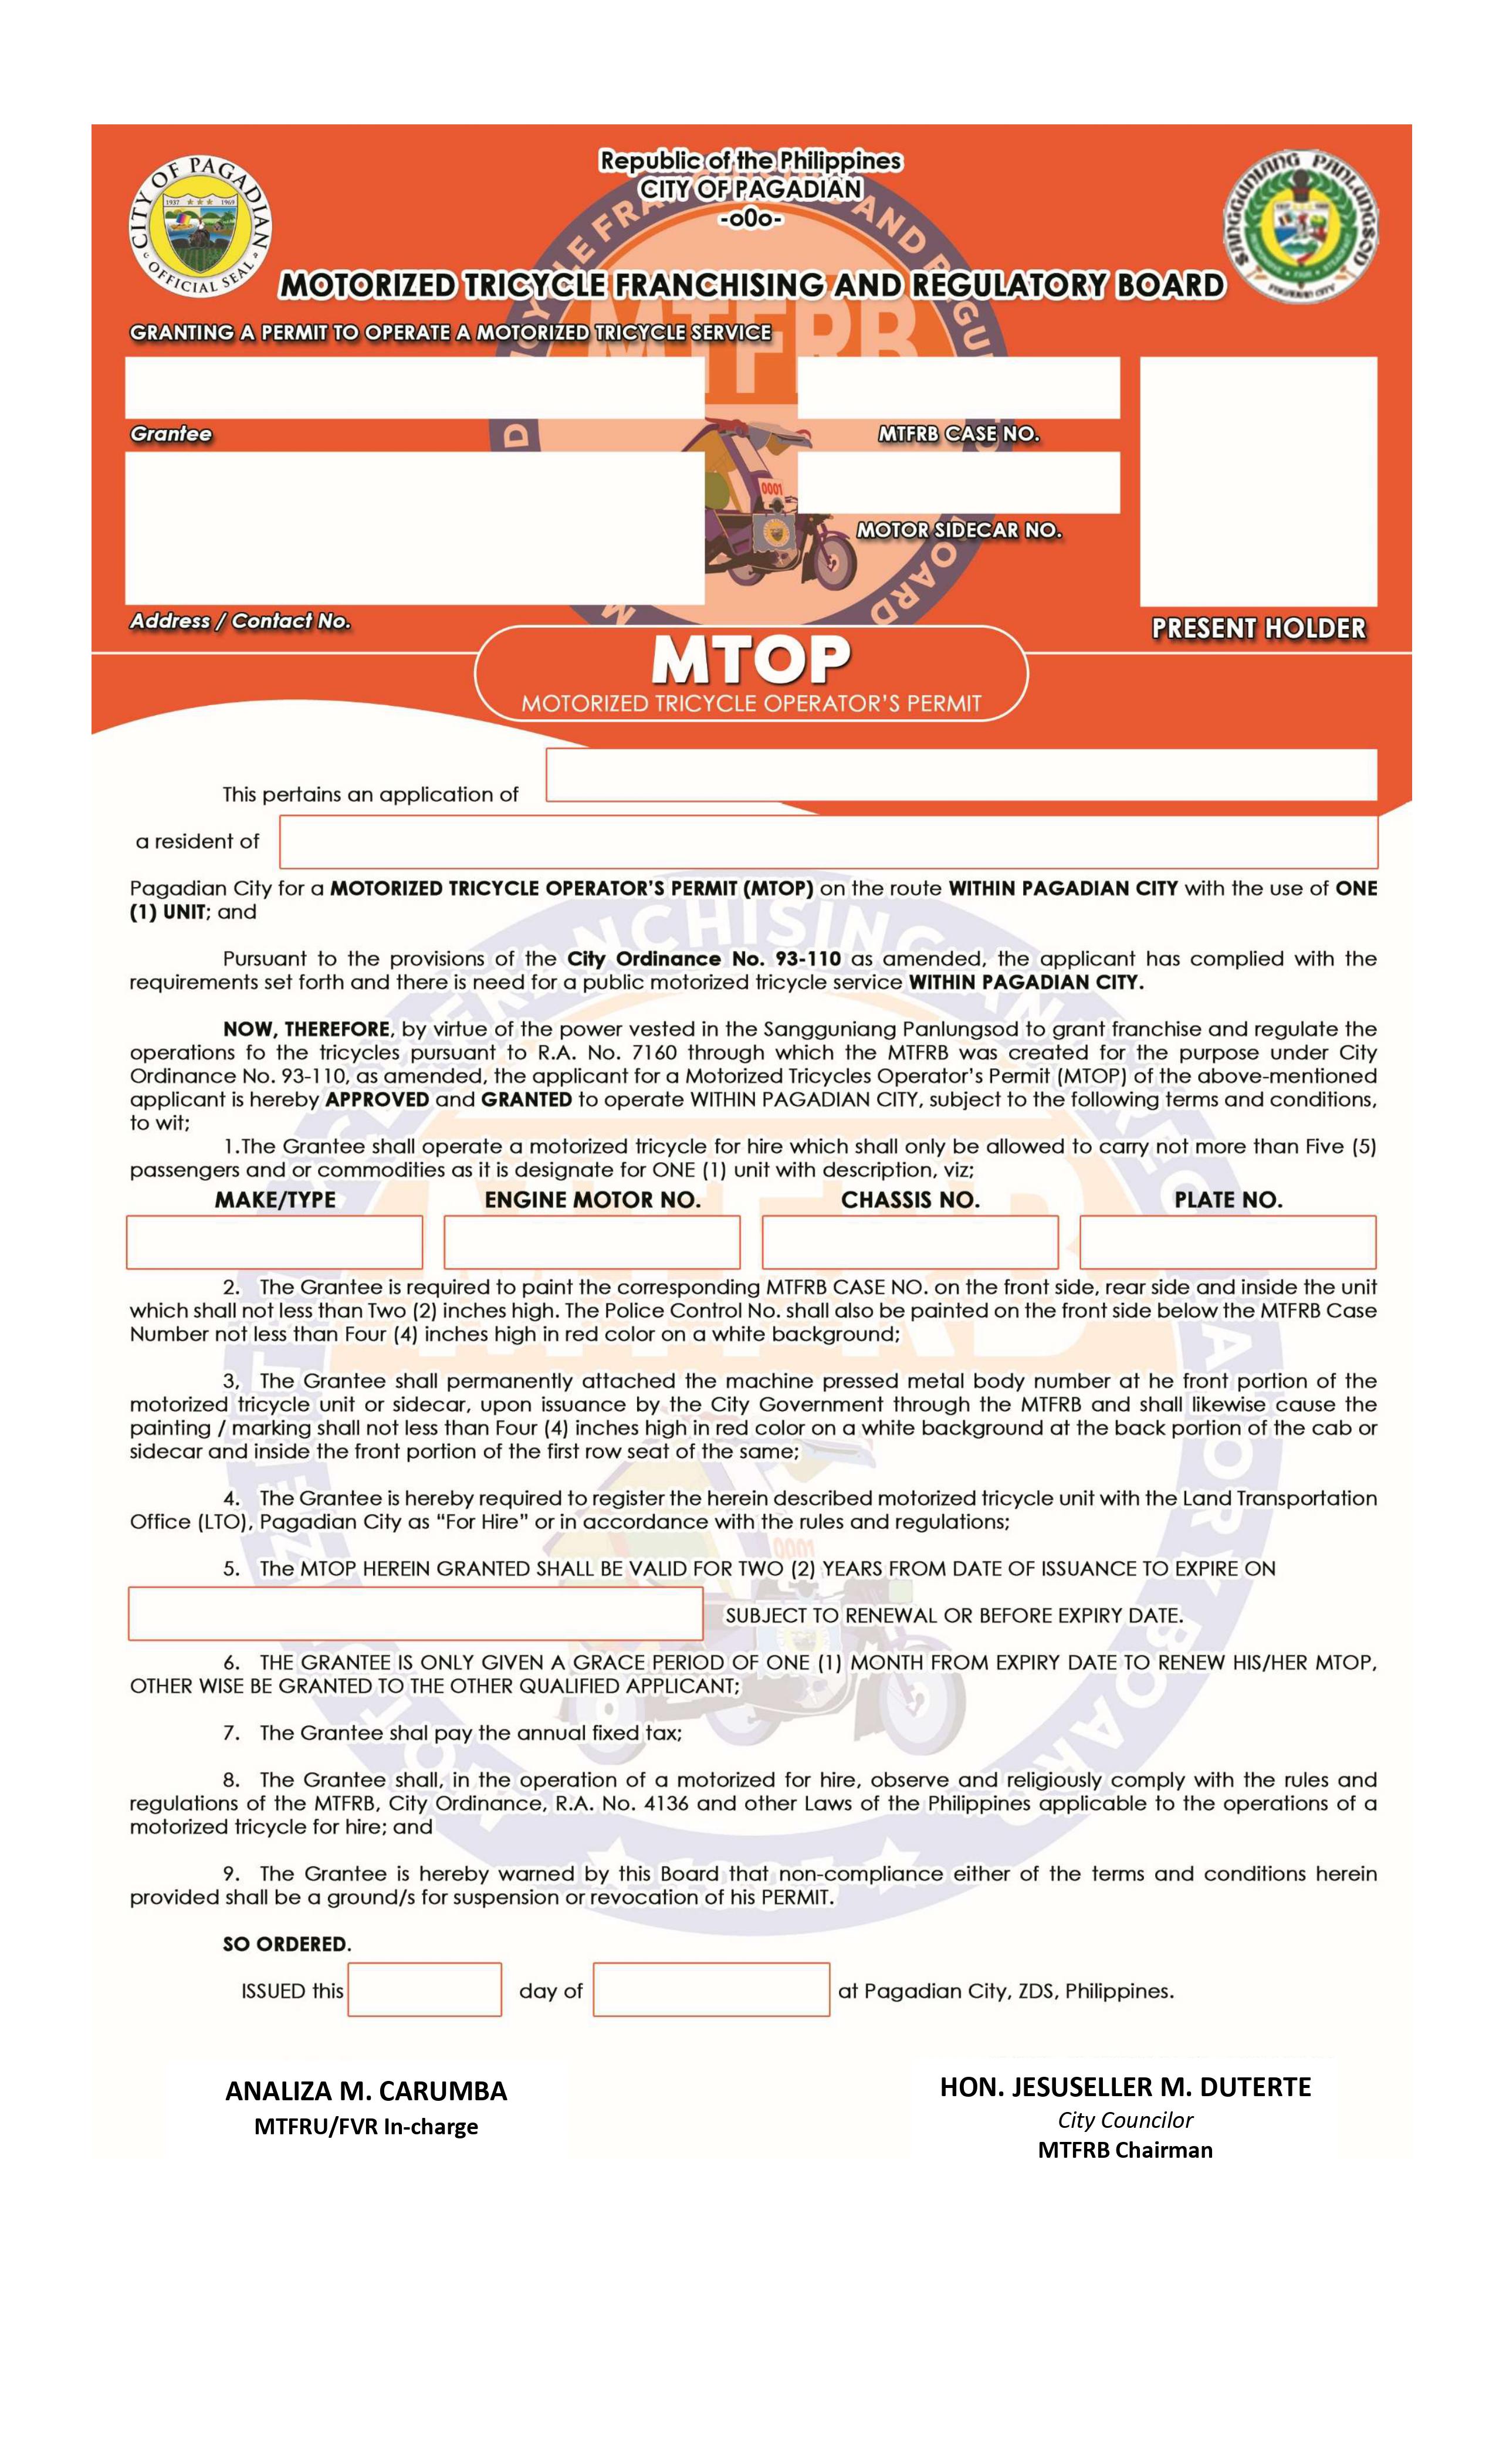 Republic of the Philippines
CITY OF PAGADIAN
-o0o-
CITY OF PAGADIAN
1937 1969
OFFICIAL SEAL
SANGGUNIANG PANLUNGSOD
MOTORIZED TRICYCLE FRANCHISING AND REGULATORY BOARD
GRANTING A PERMIT TO OPERATE A MOTORIZED TRICYCLE SERVICE
MTFRB
Grantee
MTFRB CASE NO.
0001
MOTOR SIDECAR NO.
Address / Contact No.
PRESENT HOLDER
MTOP
MOTORIZED TRICYCLE OPERATOR'S PERMIT
This pertains an application of
a resident of
Pagadian City for a MOTORIZED TRICYCLE OPERATOR'S PERMIT (MTOP) on the route WITHIN PAGADIAN CITY with the use of ONE
(1) UNIT; and
Pursuant to the provisions of the City Ordinance No. 93-110 as amended, the applicant has complied with the
requirements set forth and there is need for a public motorized tricycle service WITHIN PAGADIAN CITY.
NOW, THEREFORE, by virtue of the power vested in the Sangguniang Panlungsod to grant franchise and regulate the
operations fo the tricycles pursuant to R.A. No. 7160 through which the MTFRB was created for the purpose under City
Ordinance No. 93-110, as amended, the applicant for a Motorized Tricycles Operator's Permit (MTOP) of the above-mentioned
applicant is hereby APPROVED and GRANTED to operate WITHIN PAGADIAN CITY, subject to the following terms and conditions,
to wit;
1.The Grantee shall operate a motorized tricycle for hire which shall only be allowed to carry not more than Five (5)
passengers and or commodities as it is designate for ONE (1) unit with description, viz;
MAKE/TYPE ENGINE MOTOR NO. CHASSIS NO. PLATE NO.
2. The Grantee is required to paint the corresponding MTFRB CASE NO. on the front side, rear side and inside the unit
which shall not less than Two (2) inches high. The Police Control No. shall also be painted on the front side below the MTFRB Case
Number not less than Four (4) inches high in red color on a white background;
3, The Grantee shall permanently attached the machine pressed metal body number at he front portion of the
motorized tricycle unit or sidecar, upon issuance by the City Government through the MTFRB and shall likewise cause the
painting / marking shall not less than Four (4) inches high in red color on a white background at the back portion of the cab or
sidecar and inside the front portion of the first row seat of the same;
4. The Grantee is hereby required to register the herein described motorized tricycle unit with the Land Transportation
Office (LTO), Pagadian City as "For Hire" or in accordance with the rules and regulations;
5. The MTOP HEREIN GRANTED SHALL BE VALID FOR TWO (2) YEARS FROM DATE OF ISSUANCE TO EXPIRE ON
SUBJECT TO RENEWAL OR BEFORE EXPIRY DATE.
6. THE GRANTEE IS ONLY GIVEN A GRACE PERIOD OF ONE (1) MONTH FROM EXPIRY DATE TO RENEW HIS/HER MTOP,
OTHER WISE BE GRANTED TO THE OTHER QUALIFIED APPLICANT;
7. The Grantee shal pay the annual fixed tax;
8. The Grantee shall, in the operation of a motorized for hire, observe and religiously comply with the rules and
regulations of the MTFRB, City Ordinance, R.A. No. 4136 and other Laws of the Philippines applicable to the operations of a
motorized tricycle for hire; and
9. The Grantee is hereby warned by this Board that non-compliance either of the terms and conditions herein
provided shall be a ground/s for suspension or revocation of his PERMIT.
SO ORDERED.
ISSUED this day of at Pagadian City, ZDS, Philippines.
ANALIZA M. CARUMBA
MTFRU/FVR In-charge
HON. JESUSELLER M. DUTERTE
City Councilor
MTFRB Chairman